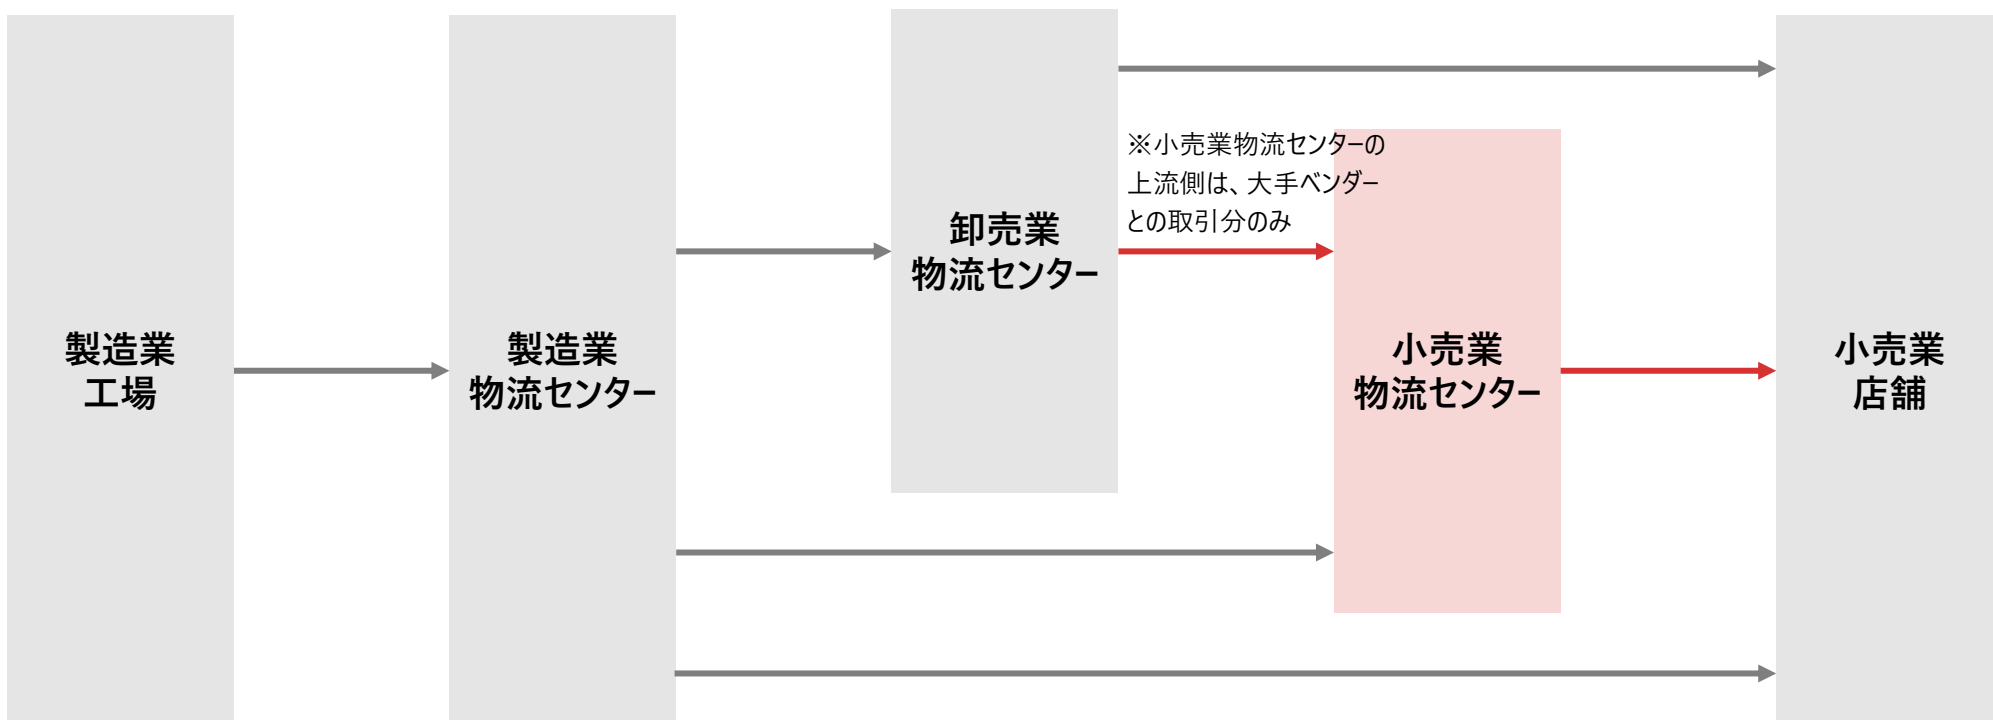 製造業
工場
製造業
物流センター
卸売業
物流センター
※小売業物流センターの
上流側は、大手ベンダー
との取引分のみ
小売業
物流センター
小売業
店舗